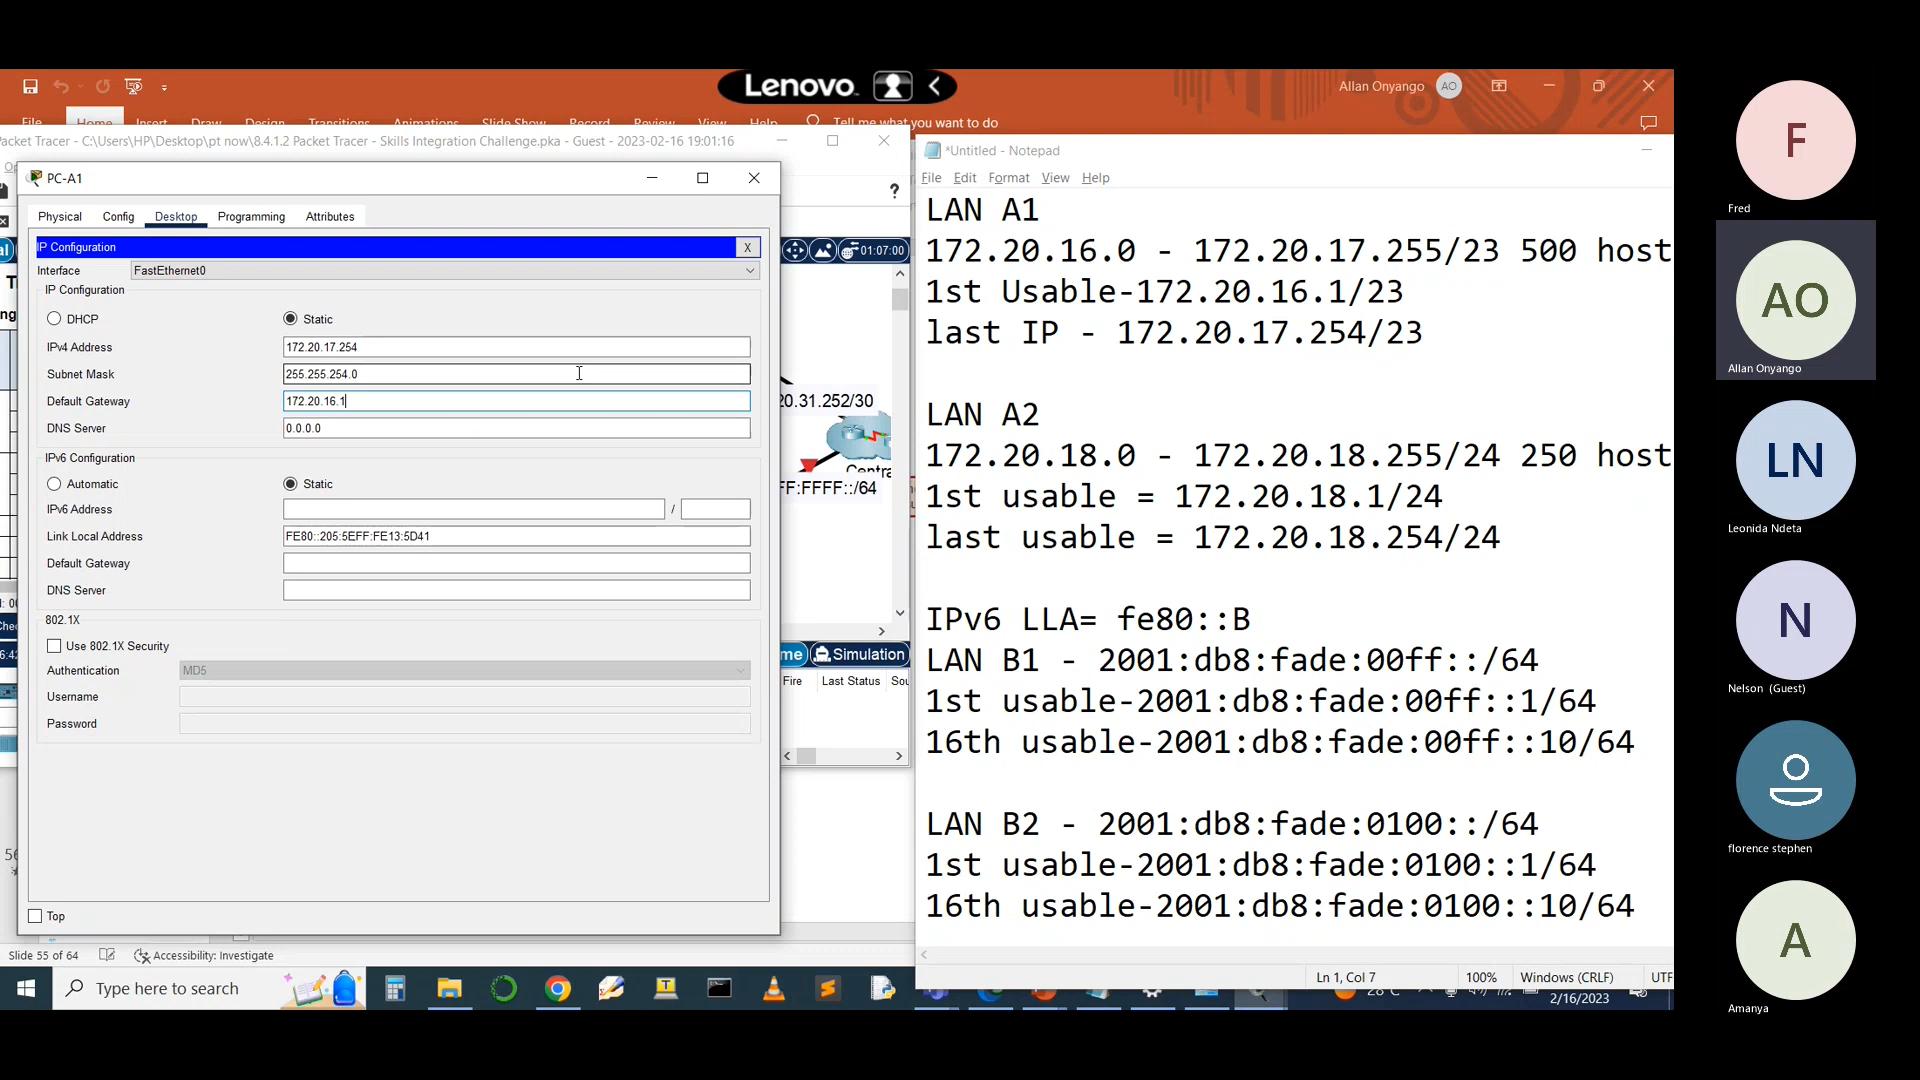 Lenovo
Allan Onyango AO
File Home Insert Draw Design Transitions Animations Slide Show Record Review View Help Tell me what you want to do
acket Tracer - C:\Users\HP\Desktop\pt now\8.4.1.2 Packet Tracer - Skills Integration Challenge.pka - Guest - 2023-02-16 19:01:16
PC-A1
?
Physical Config Desktop Programming Attributes
IP Configuration X
Interface FastEthernet0
IP Configuration
DHCP Static
IPv4 Address 172.20.17.254
Subnet Mask 255.255.254.0
Default Gateway 172.20.16.1
DNS Server 0.0.0.0
IPv6 Configuration
Automatic Static
IPv6 Address /
Link Local Address FE80::205:5EFF:FE13:5D41
Default Gateway
DNS Server
802.1X
Use 802.1X Security
Authentication MD5
Username
Password
Top
01:07:00
0.31.252/30
Centra
FF:FFFF::/64
me Simulation
Fire Last Status Sou
*Untitled - Notepad
File Edit Format View Help
LAN A1
172.20.16.0 - 172.20.17.255/23 500 host
1st Usable-172.20.16.1/23
last IP - 172.20.17.254/23
LAN A2
172.20.18.0 - 172.20.18.255/24 250 host
1st usable = 172.20.18.1/24
last usable = 172.20.18.254/24
IPv6 LLA= fe80::B
LAN B1 - 2001:db8:fade:00ff::/64
1st usable-2001:db8:fade:00ff::1/64
16th usable-2001:db8:fade:00ff::10/64
LAN B2 - 2001:db8:fade:0100::/64
1st usable-2001:db8:fade:0100::1/64
16th usable-2001:db8:fade:0100::10/64
Ln 1, Col 7 100% Windows (CRLF) UTF
Slide 55 of 64 Accessibility: Investigate
Type here to search
28°C
2/16/2023
F
Fred
AO
Allan Onyango
LN
Leonida Ndeta
N
Nelson (Guest)
florence stephen
A
Amanya